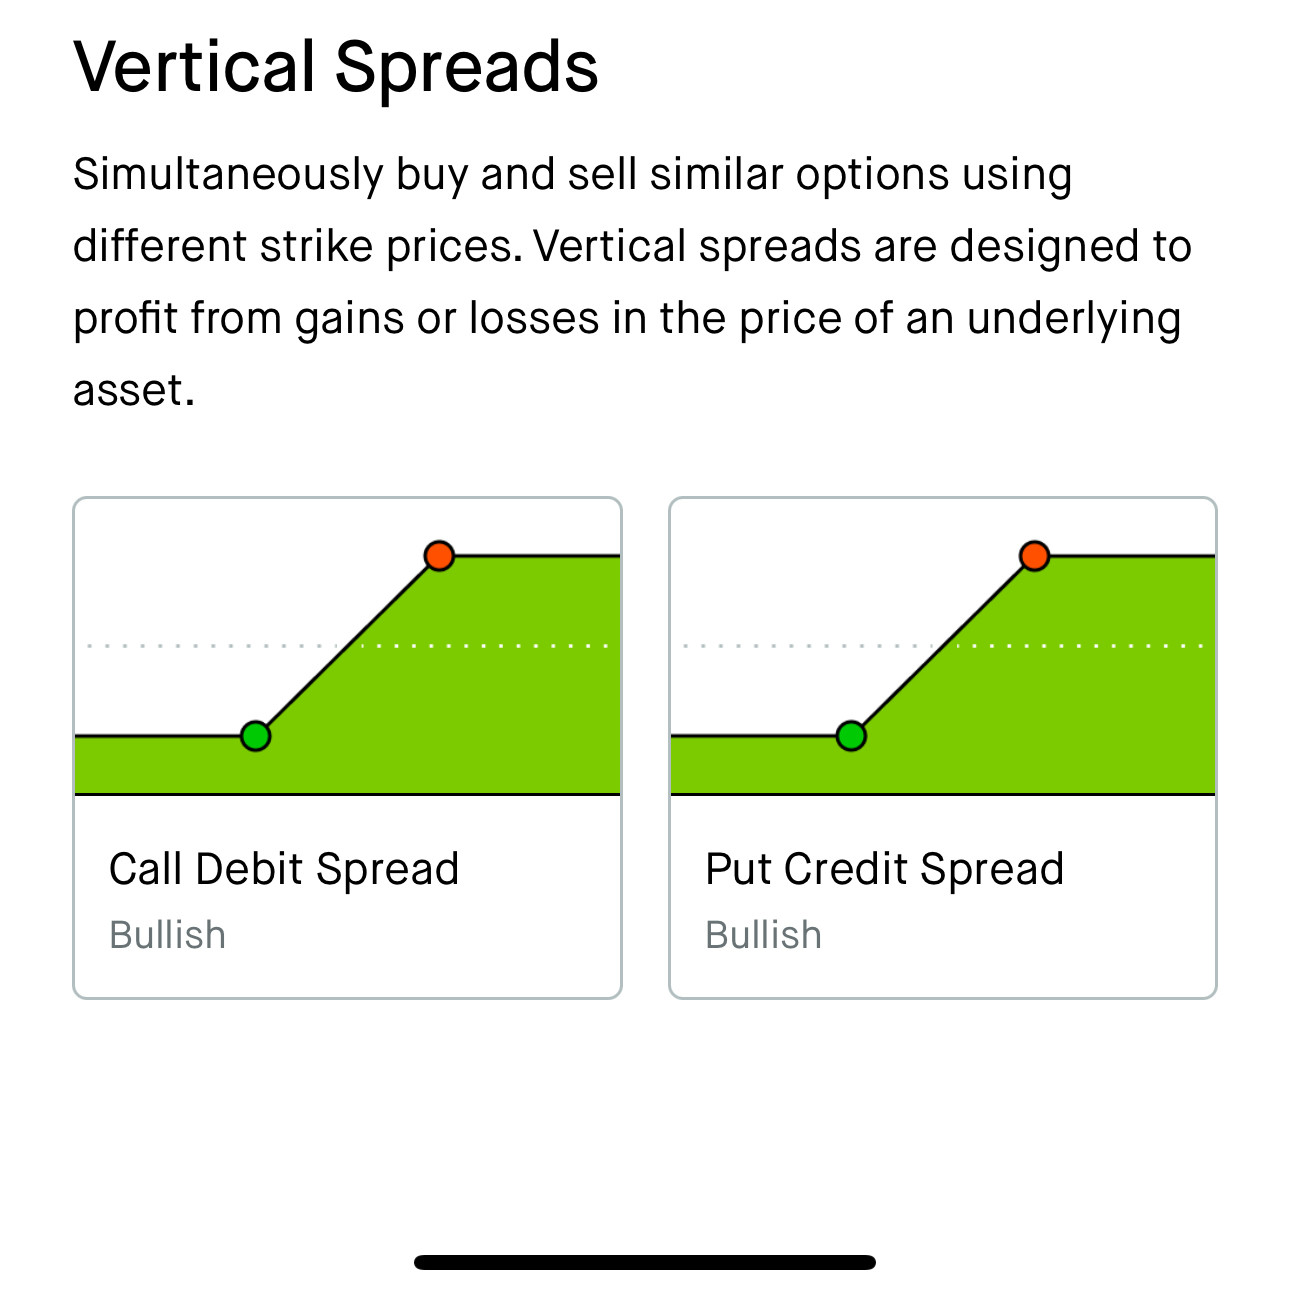 Vertical Spreads
Simultaneously buy and sell similar options using
different strike prices. Vertical spreads are designed to
profit from gains or losses in the price of an underlying
asset.
Call Debit Spread
Bullish
Put Credit Spread
Bullish